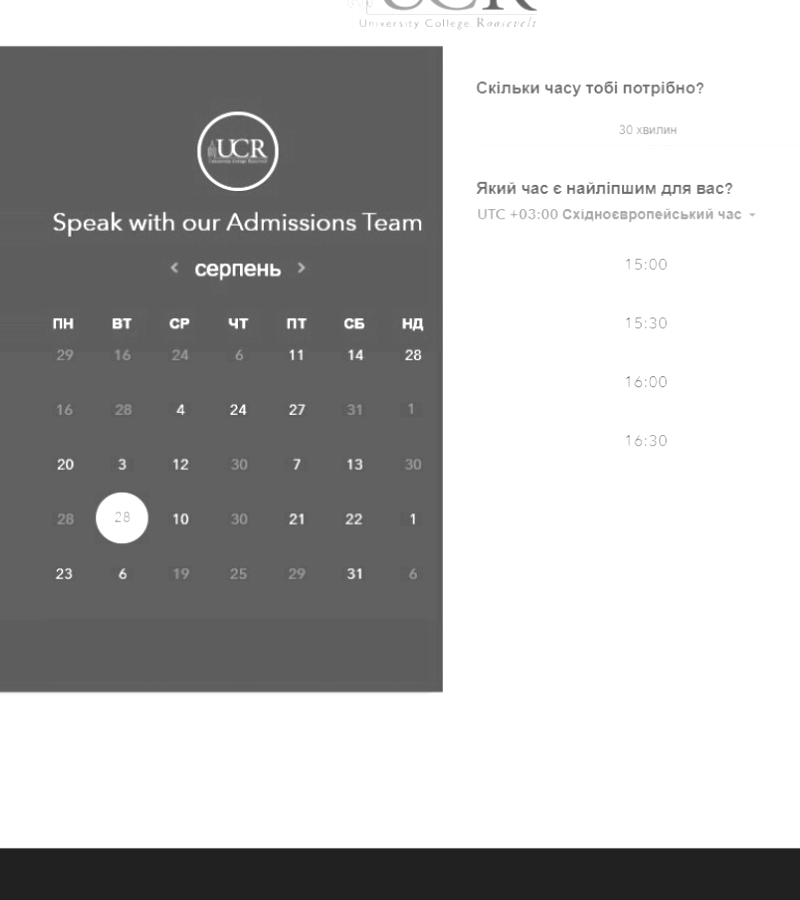 UCR
University College Roosevelt
UCR
Speak with our Admissions Team
серпень
ПН ВТ СР ЧТ ПТ СБ НД
29 16 24 6 11 14 28
16 28 4 24 27 31 1
20 3 12 30 7 13 30
28 28 10 30 21 22 1
23 6 19 25 29 31 6
Скільки часу тобі потрібно?
30 хвилин
Який час є найліпшим для вас?
UTC +03:00 Східноєвропейський час
15:00
15:30
16:00
16:30